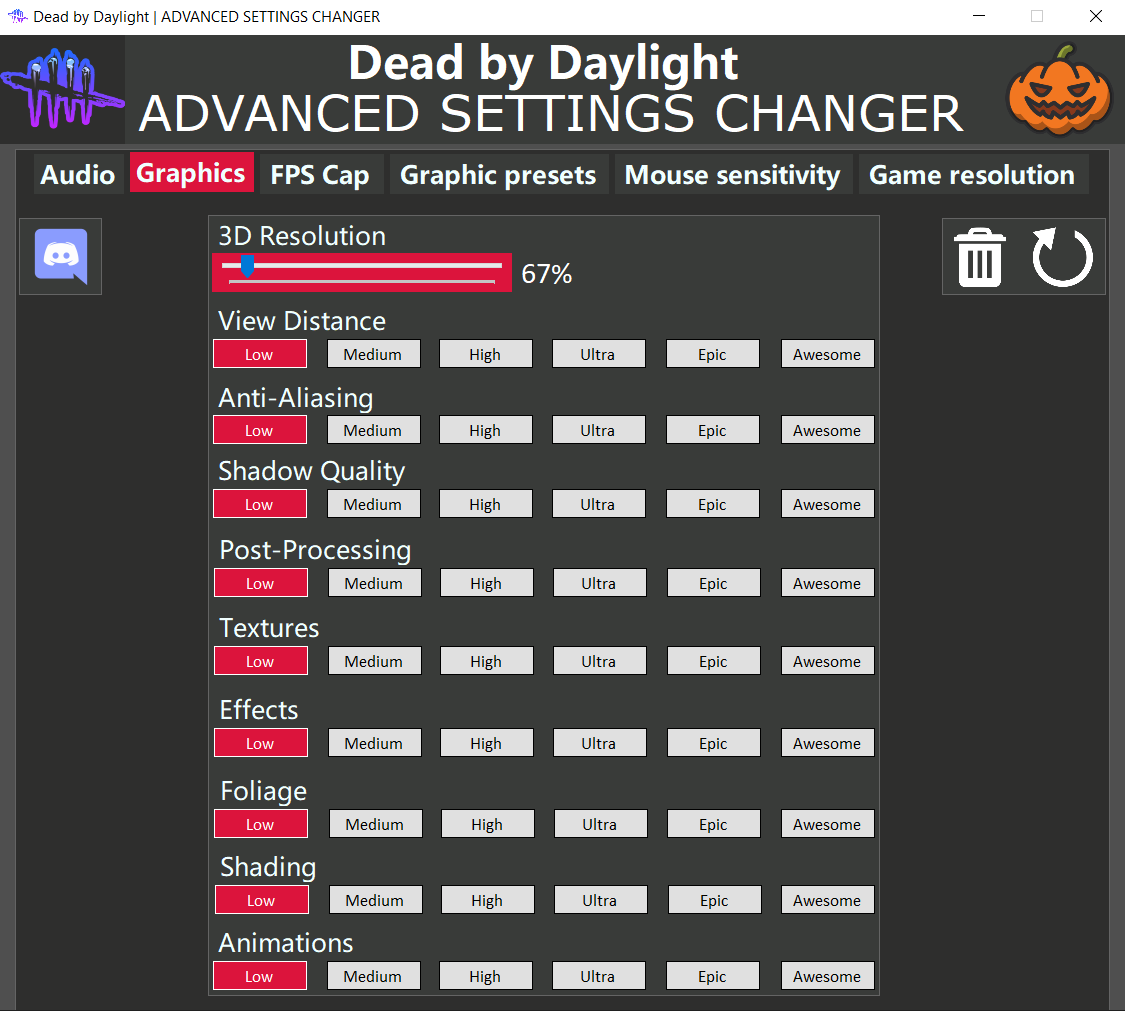 Dead by Daylight | ADVANCED SETTINGS CHANGER
Dead by Daylight
ADVANCED SETTINGS CHANGER
Audio Graphics FPS Cap Graphic presets Mouse sensitivity Game resolution
3D Resolution
67%
View Distance
Low Medium High Ultra Epic Awesome
Anti-Aliasing
Low Medium High Ultra Epic Awesome
Shadow Quality
Low Medium High Ultra Epic Awesome
Post-Processing
Low Medium High Ultra Epic Awesome
Textures
Low Medium High Ultra Epic Awesome
Effects
Low Medium High Ultra Epic Awesome
Foliage
Low Medium High Ultra Epic Awesome
Shading
Low Medium High Ultra Epic Awesome
Animations
Low Medium High Ultra Epic Awesome